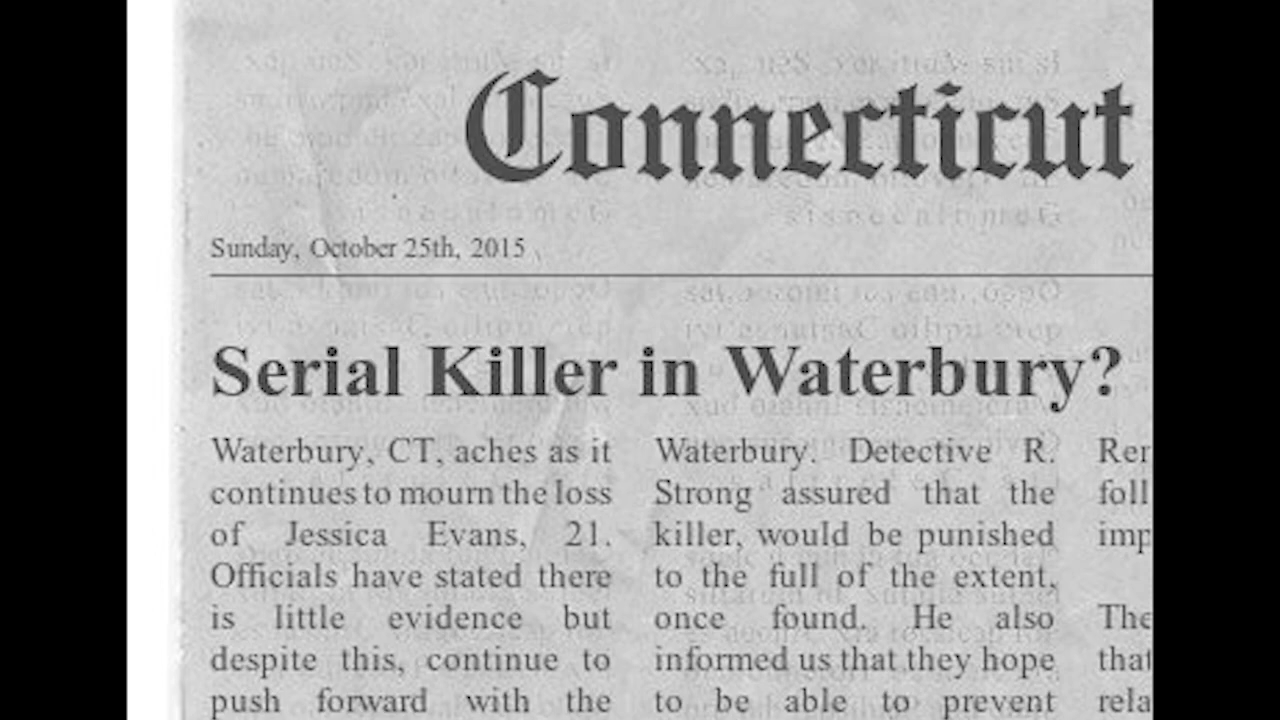 Connecticut
Sunday, October 25th, 2015
Serial Killer in Waterbury?
Waterbury, CT, aches as it
continues to mourn the loss
of Jessica Evans, 21.
Officials have stated there
is little evidence but
despite this, continue to
push forward with the
Waterbury. Detective R.
Strong assured that the
killer, would be punished
to the full of the extent,
once found. He also
informed us that they hope
to be able to prevent